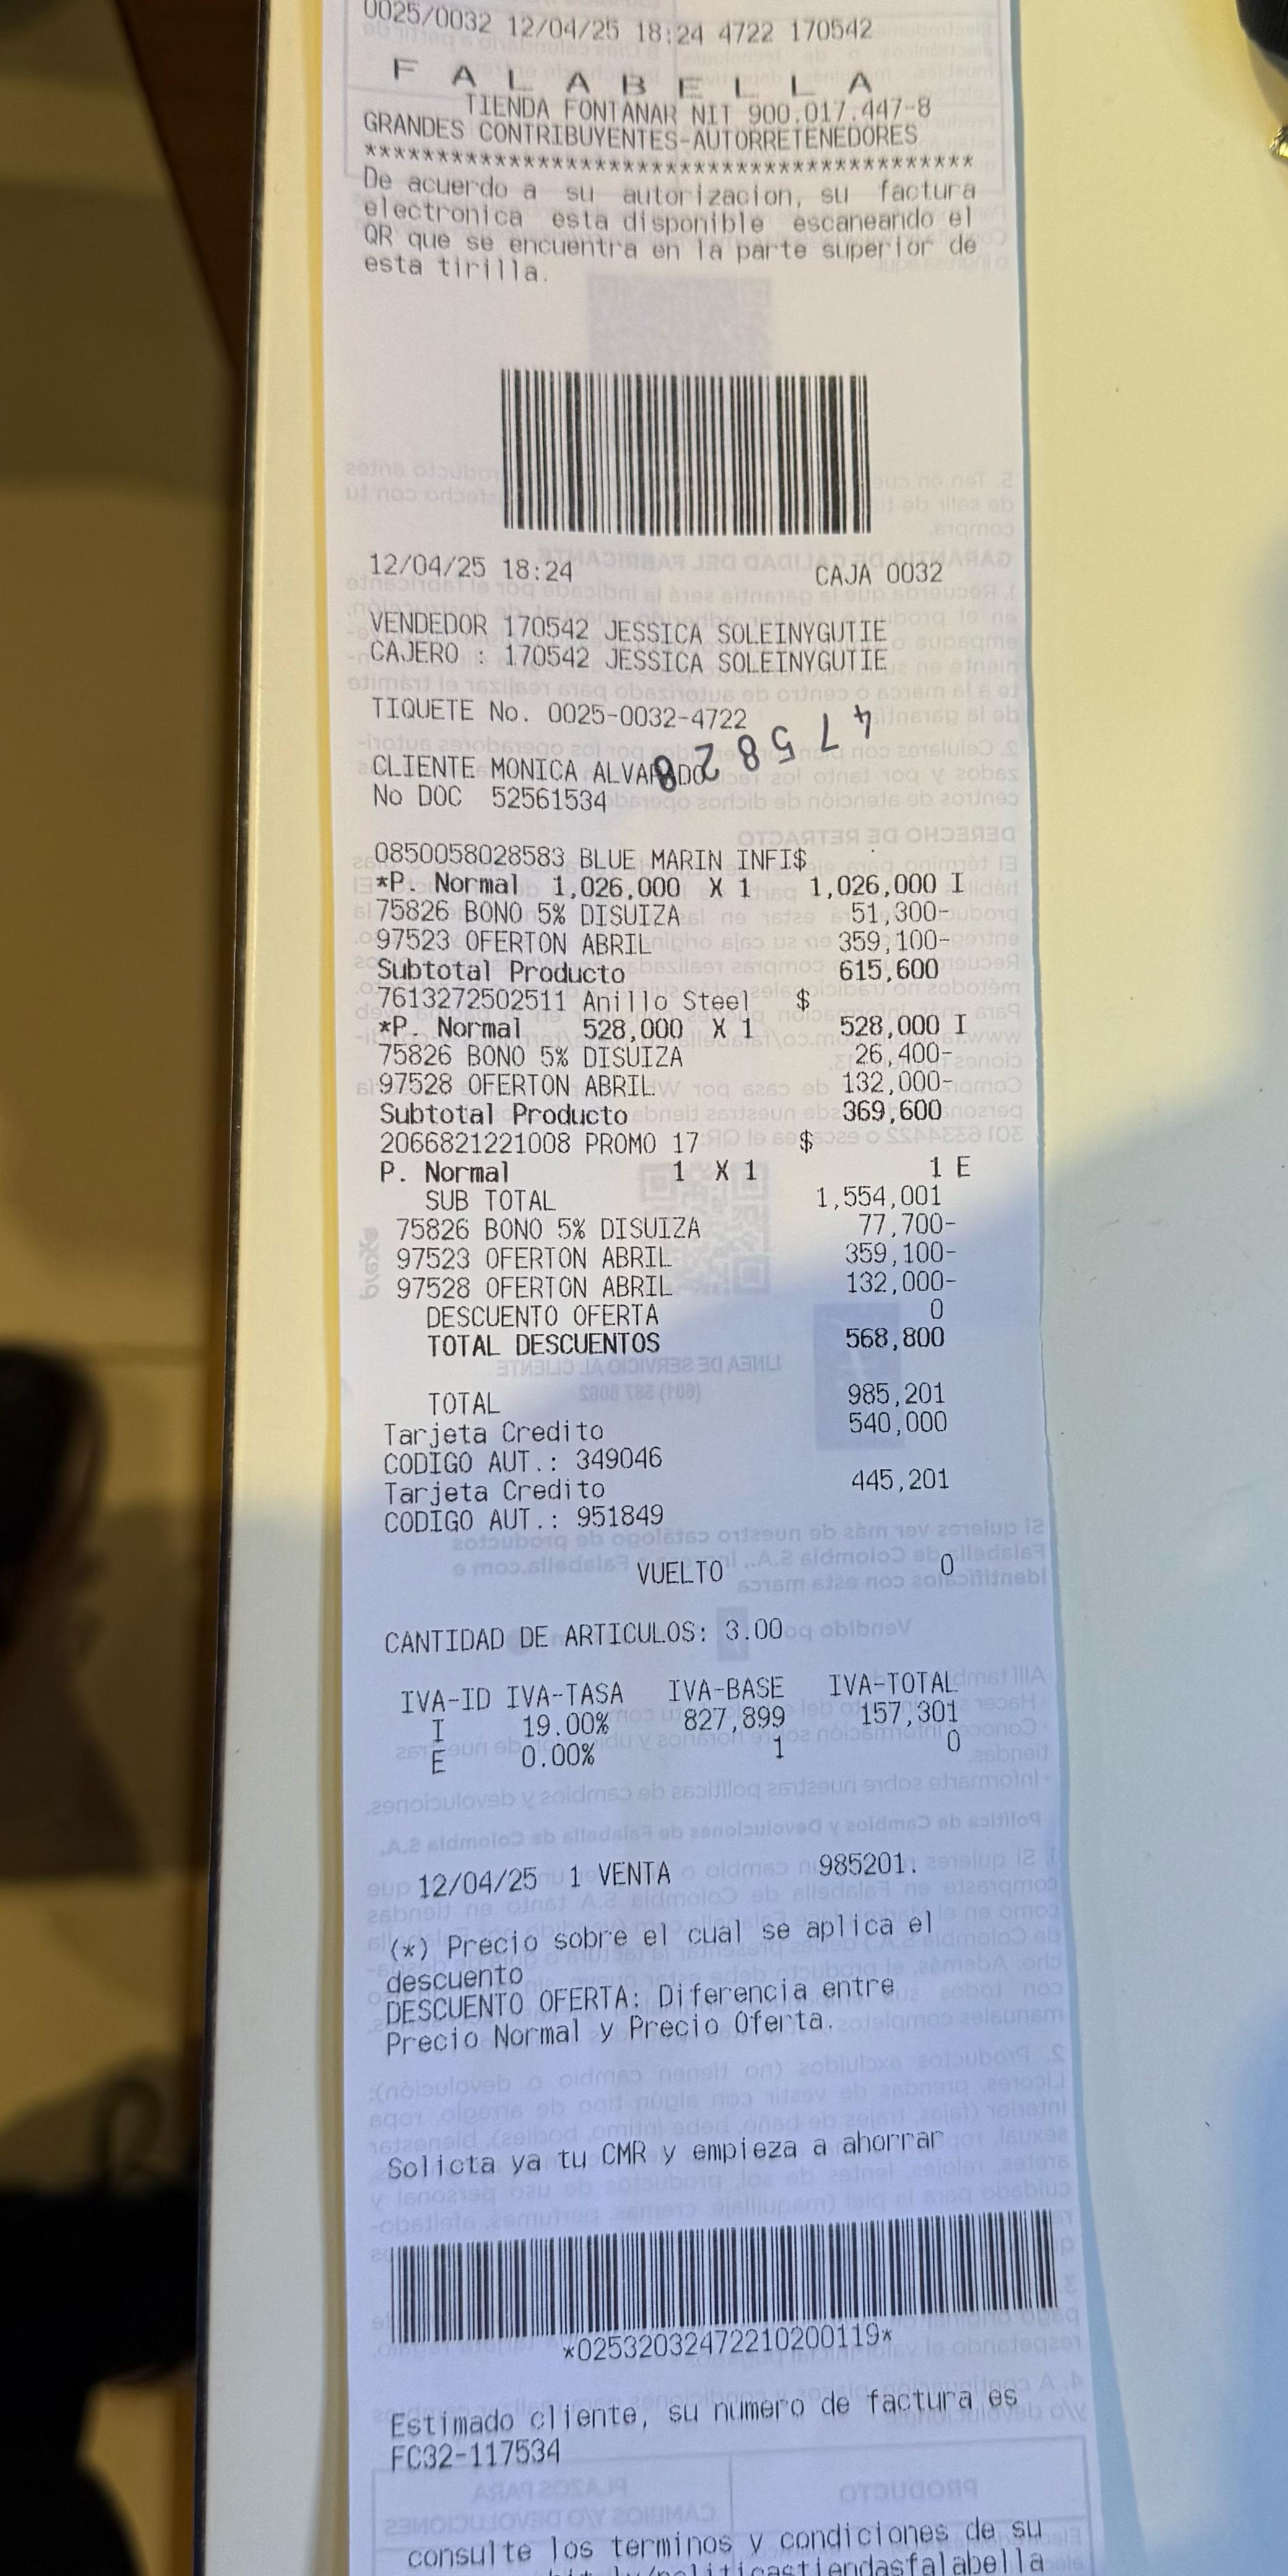 0025/0032 12/04/25 18:24 4722 170542
F A L A B E L L A
TIENDA FONTANAR NIT 900.017.447-8
GRANDES CONTRIBUYENTES-AUTORRETENEDORES
******************************************
De acuerdo a su autorizacion, su factura
electronica esta disponible escaneando el
QR que se encuentra en la parte superior de
esta tirilla.
12/04/25 18:24 CAJA 0032
VENDEDOR 170542 JESSICA SOLEINYGUTIE
CAJERO : 170542 JESSICA SOLEINYGUTIE
TIQUETE No. 0025-0032-4722
475828
CLIENTE MONICA ALVARADO
No DOC 52561534
0850058028583 BLUE MARIN INFI$
*P. Normal 1,026,000 X 1 1,026,000 I
75826 BONO 5% DISUIZA 51,300-
97523 OFERTON ABRIL 359,100-
Subtotal Producto 615,600
7613272502511 Anillo Steel $
*P. Normal 528,000 X 1 528,000 I
75826 BONO 5% DISUIZA 26,400-
97528 OFERTON ABRIL 132,000-
Subtotal Producto 369,600
2066821221008 PROMO 17 $
P. Normal 1 X 1 1 E
SUB TOTAL 1,554,001
75826 BONO 5% DISUIZA 77,700-
97523 OFERTON ABRIL 359,100-
97528 OFERTON ABRIL 132,000-
DESCUENTO OFERTA 0
TOTAL DESCUENTOS 568,800
TOTAL 985,201
Tarjeta Credito 540,000
CODIGO AUT.: 349046
Tarjeta Credito 445,201
CODIGO AUT.: 951849
VUELTO 0
CANTIDAD DE ARTICULOS: 3.00
IVA-ID IVA-TASA IVA-BASE IVA-TOTAL
I 19.00% 827,899 157,301
E 0.00% 1 0
12/04/25 1 VENTA 985201.
(*) Precio sobre el cual se aplica el
descuento
DESCUENTO OFERTA: Diferencia entre
Precio Normal y Precio Oferta.
Solicta ya tu CMR y empieza a ahorrar
*02532032472210200119*
Estimado cliente, su numero de factura es
FC32-117534
consulte los terminos y condiciones de su